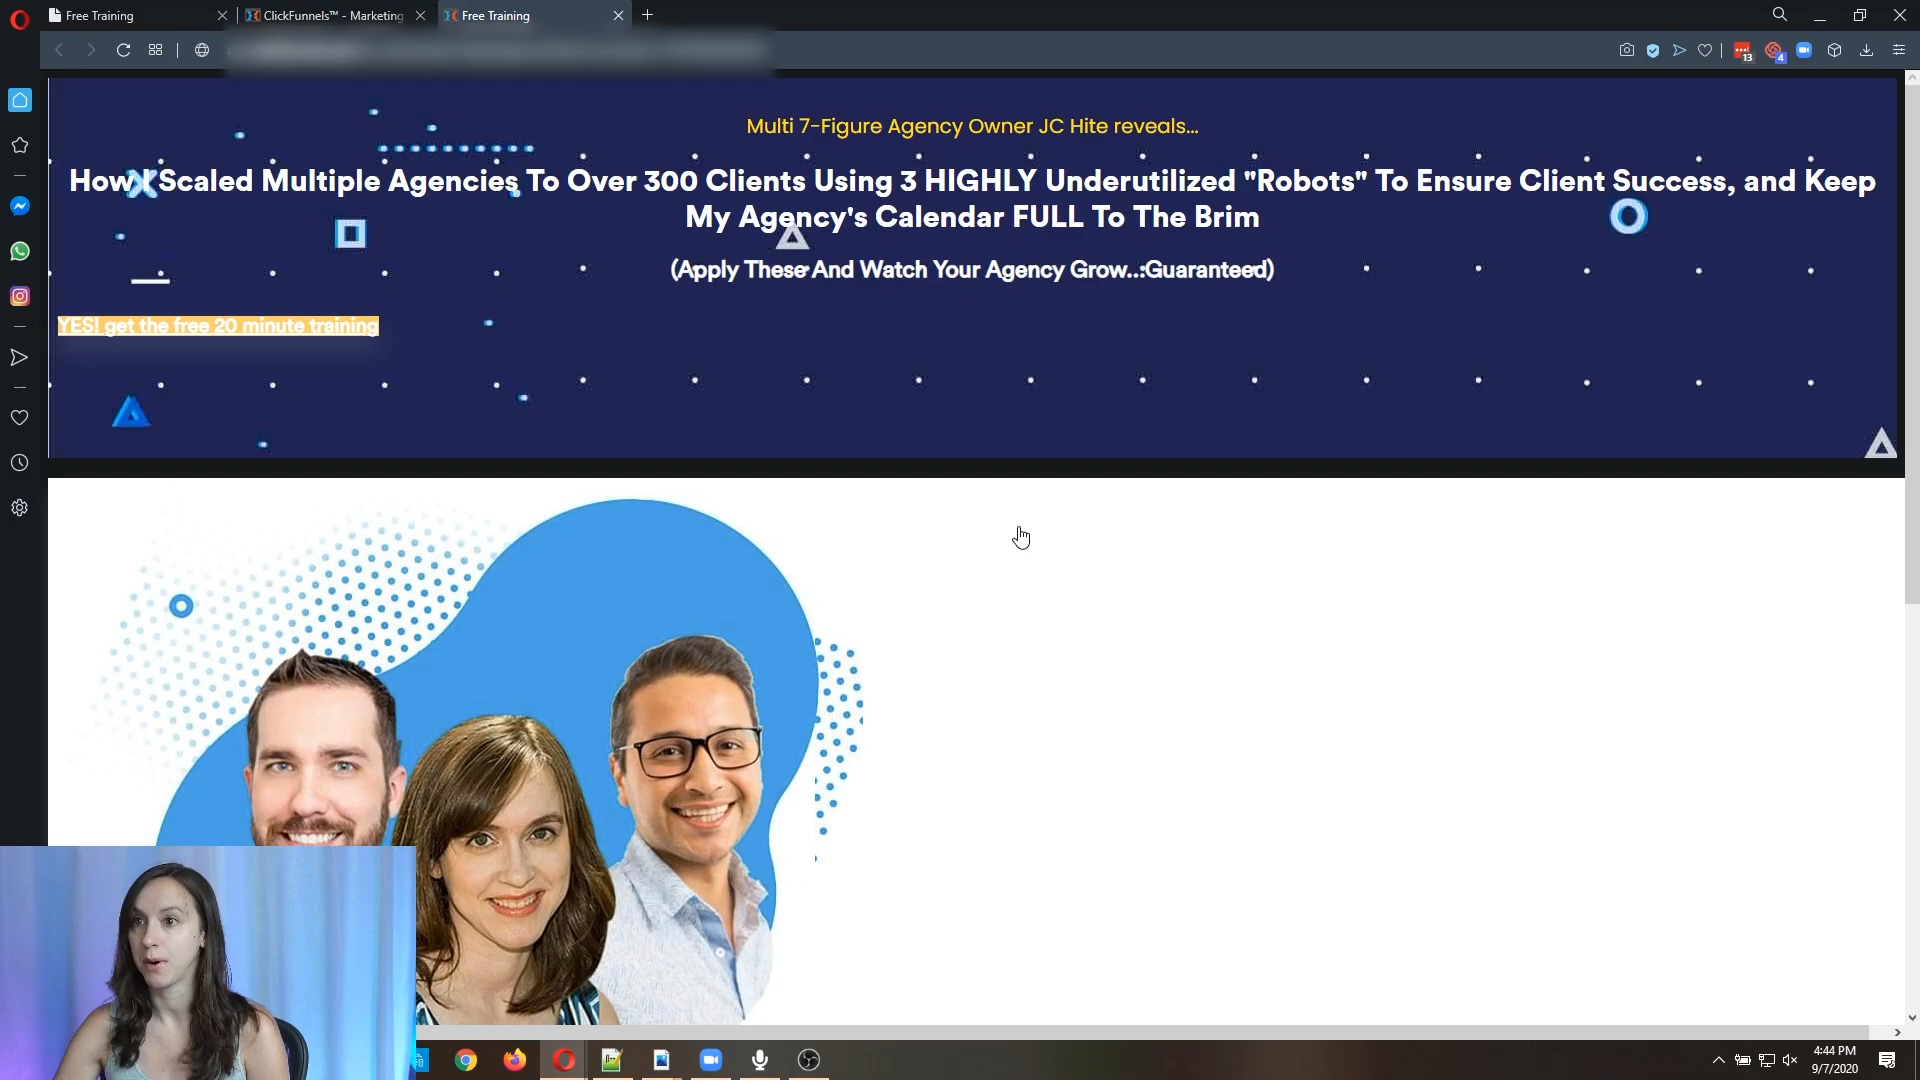 Free Training
ClickFunnels™ - Marketing
Free Training
13
4
Multi 7-Figure Agency Owner JC Hite reveals...
How I Scaled Multiple Agencies To Over 300 Clients Using 3 HIGHLY Underutilized "Robots" To Ensure Client Success, and Keep
My Agency's Calendar FULL To The Brim
(Apply These And Watch Your Agency Grow...Guaranteed)
YES! get the free 20 minute training
4:44 PM
9/7/2020